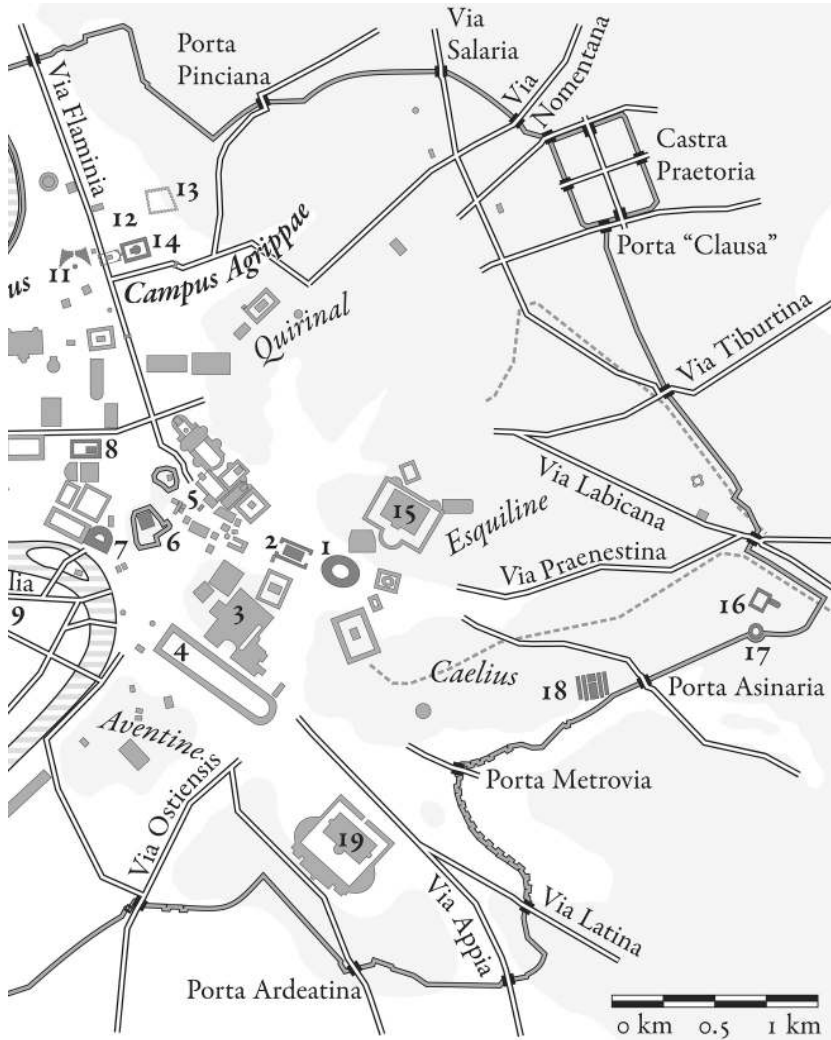 Via
Salaria
Porta
Pinciana
Via
Nomentana
Via Flaminia
Castra
Praetoria
13
12
14
Porta "Clausa"
11
us
Campus Agrippae
Quirinal
Via Tiburtina
8
Via Labicana
5
15
Esquiline
6
7
2
1
Via Praenestina
lia
9
3
16
4
17
Caelius
18
Porta Asinaria
Aventine
Porta Metrovia
Via Ostiensis
19
Via Appia
Via Latina
Porta Ardeatina
0 km 0.5 1 km